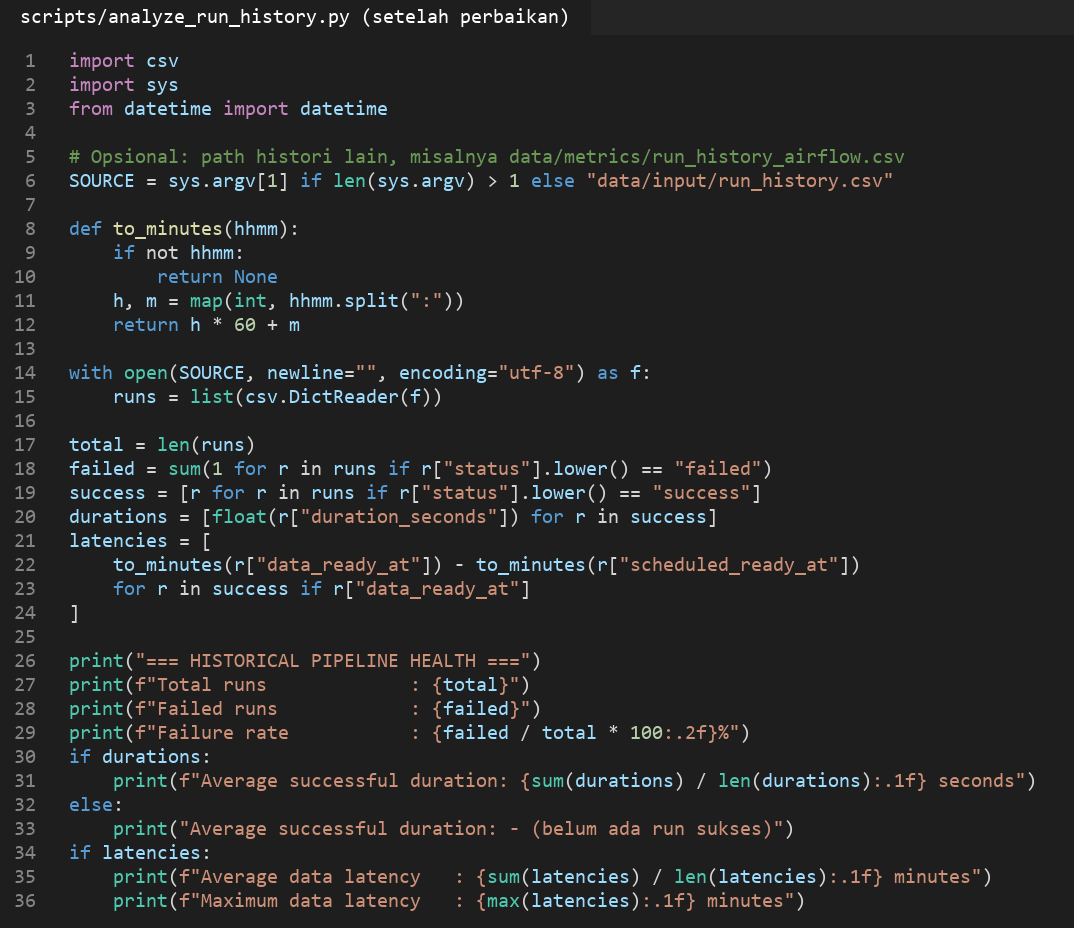 scripts/analyze_run_history.py (setelah perbaikan)
1 import csv
2 import sys
3 from datetime import datetime
4
5 # Opsional: path histori lain, misalnya data/metrics/run_history_airflow.csv
6 SOURCE = sys.argv[1] if len(sys.argv) > 1 else "data/input/run_history.csv"
7
8 def to_minutes(hhmm):
9     if not hhmm:
10         return None
11     h, m = map(int, hhmm.split(":"))
12     return h * 60 + m
13
14 with open(SOURCE, newline="", encoding="utf-8") as f:
15     runs = list(csv.DictReader(f))
16
17 total = len(runs)
18 failed = sum(1 for r in runs if r["status"].lower() == "failed")
19 success = [r for r in runs if r["status"].lower() == "success"]
20 durations = [float(r["duration_seconds"]) for r in success]
21 latencies = [
22     to_minutes(r["data_ready_at"]) - to_minutes(r["scheduled_ready_at"])
23     for r in success if r["data_ready_at"]
24 ]
25
26 print("=== HISTORICAL PIPELINE HEALTH ===")
27 print(f"Total runs             : {total}")
28 print(f"Failed runs            : {failed}")
29 print(f"Failure rate           : {failed / total * 100:.2f}%")
30 if durations:
31     print(f"Average successful duration: {sum(durations) / len(durations):.1f} seconds")
32 else:
33     print("Average successful duration: - (belum ada run sukses)")
34 if latencies:
35     print(f"Average data latency   : {sum(latencies) / len(latencies):.1f} minutes")
36     print(f"Maximum data latency   : {max(latencies):.1f} minutes")